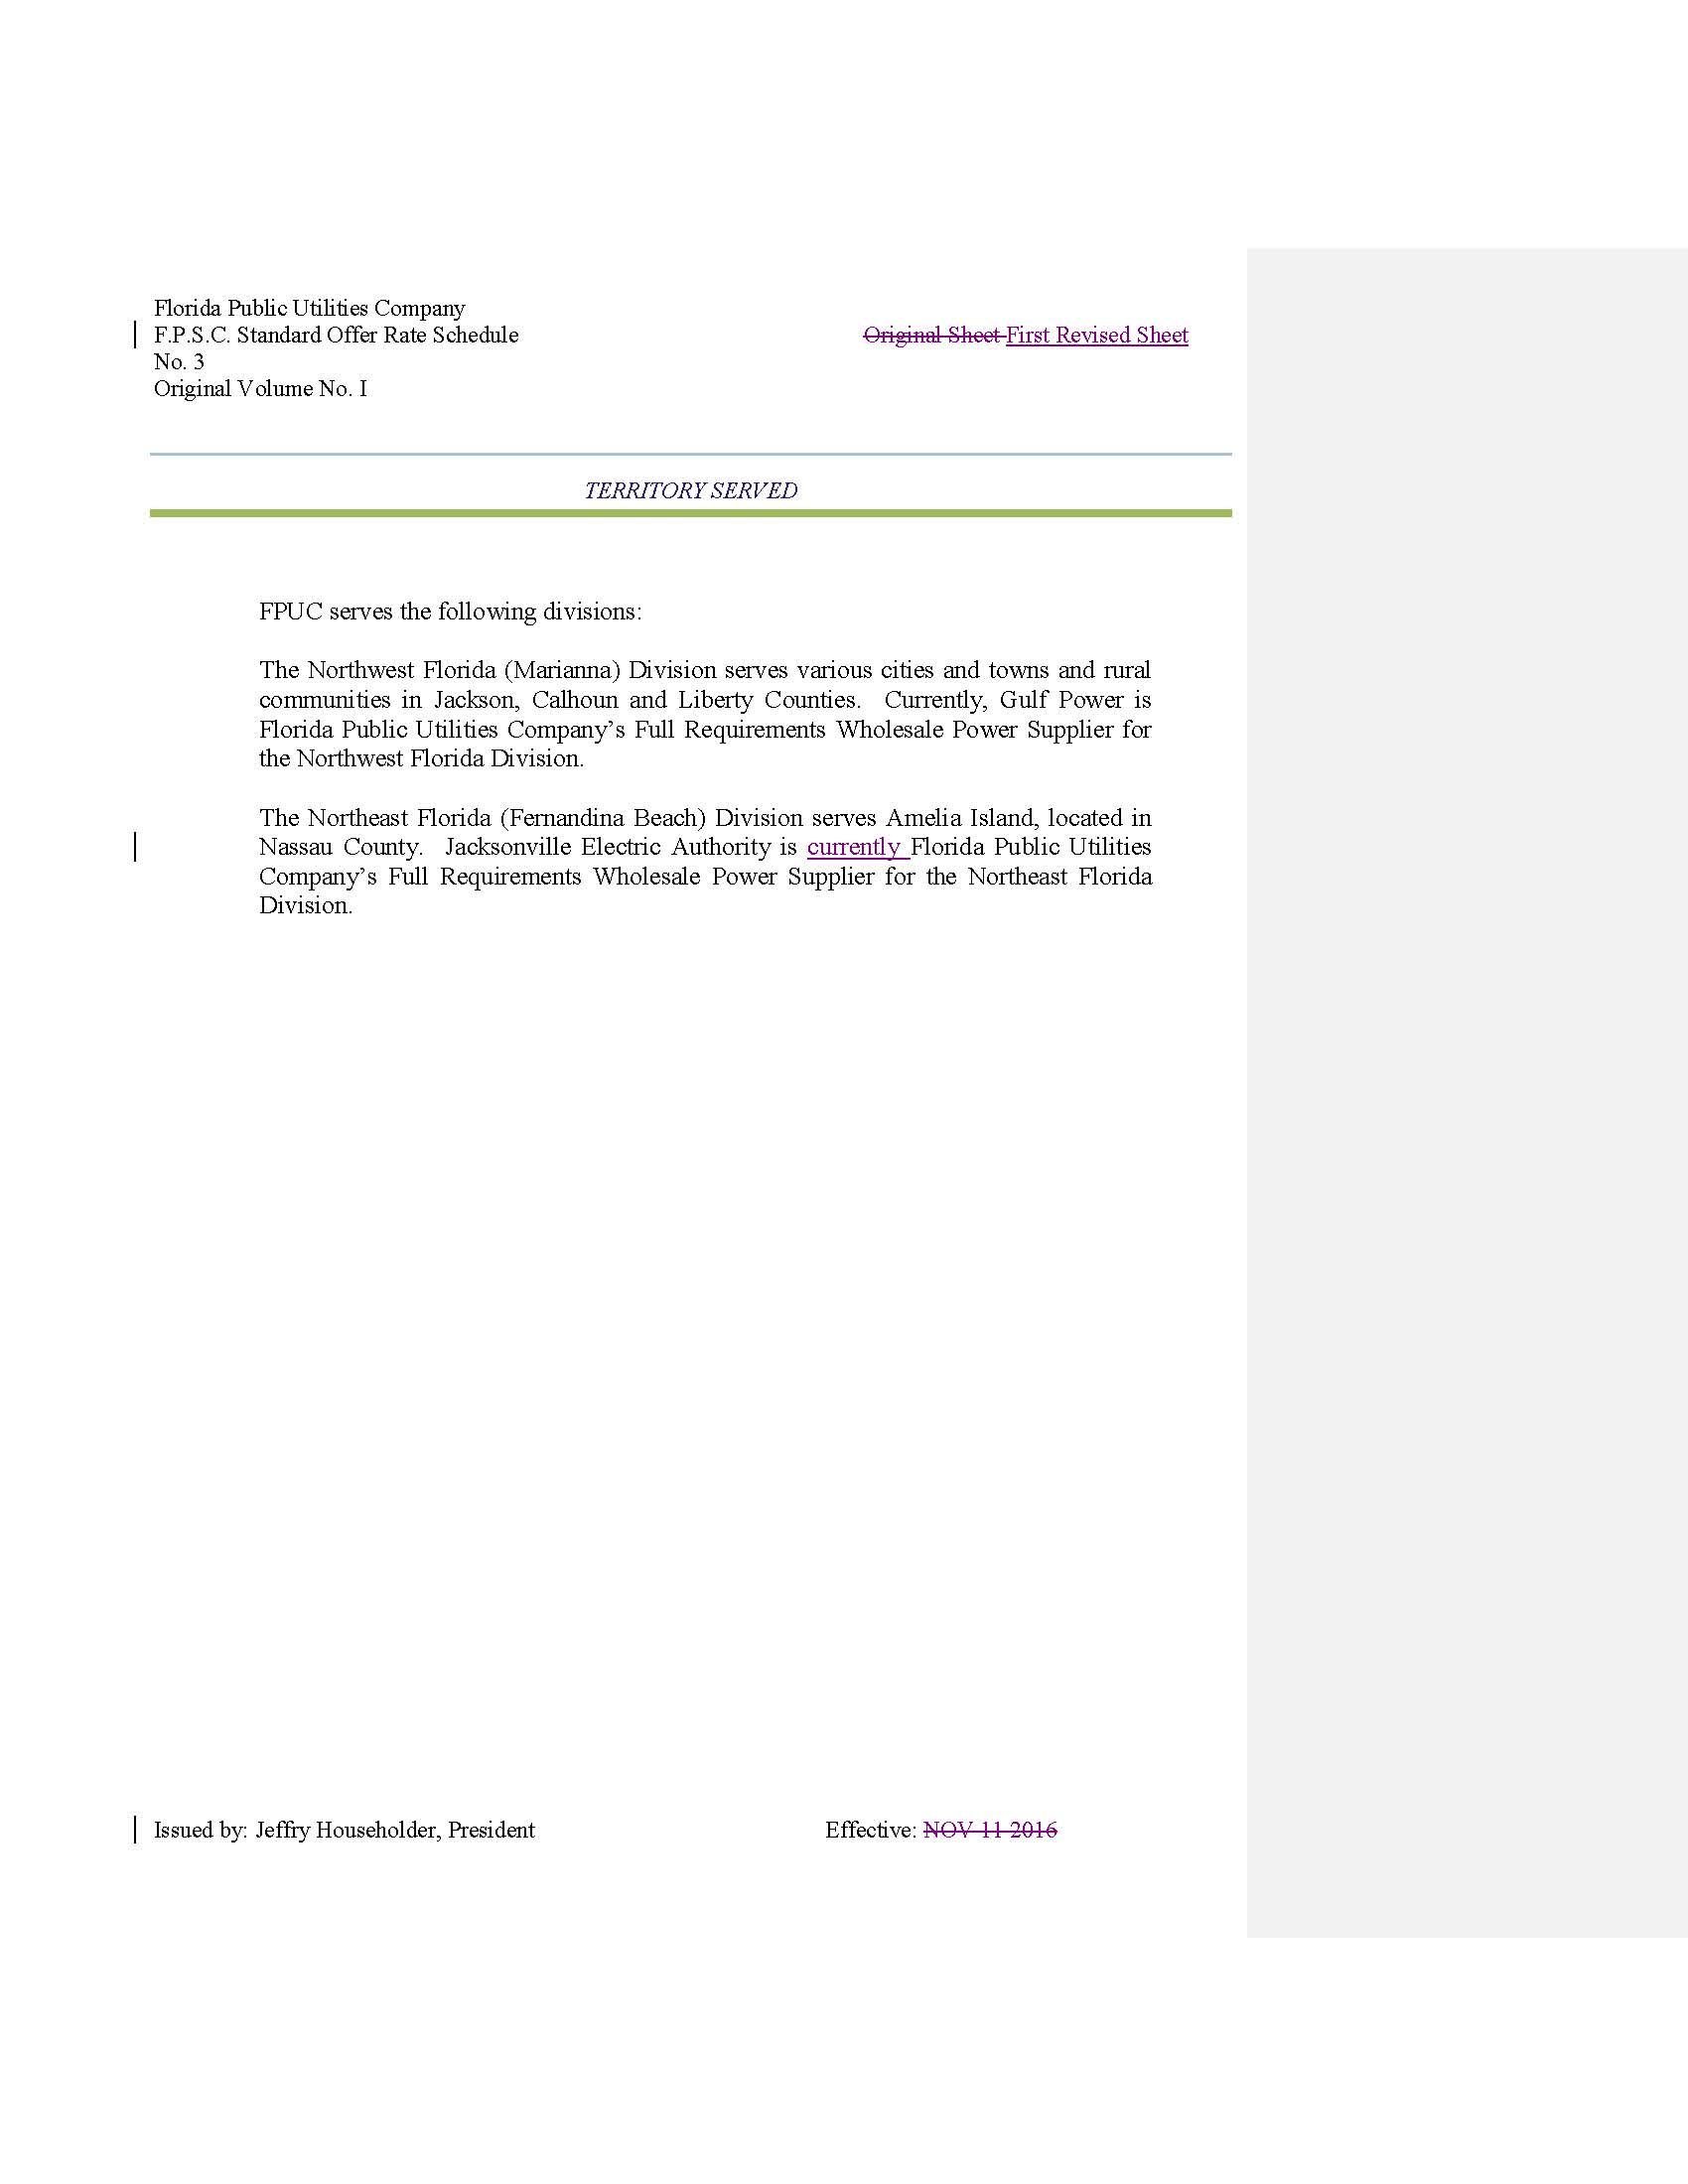 Florida Public Utilities Company
F.P.S.C. Standard Offer Rate Schedule Original Sheet First Revised Sheet
No. 3
Original Volume No. I
TERRITORY SERVED
FPUC serves the following divisions:
The Northwest Florida (Marianna) Division serves various cities and towns and rural
communities in Jackson, Calhoun and Liberty Counties. Currently, Gulf Power is
Florida Public Utilities Company’s Full Requirements Wholesale Power Supplier for
the Northwest Florida Division.
The Northeast Florida (Fernandina Beach) Division serves Amelia Island, located in
Nassau County. Jacksonville Electric Authority is currently Florida Public Utilities
Company’s Full Requirements Wholesale Power Supplier for the Northeast Florida
Division.
Issued by: Jeffry Householder, President Effective: NOV 11 2016